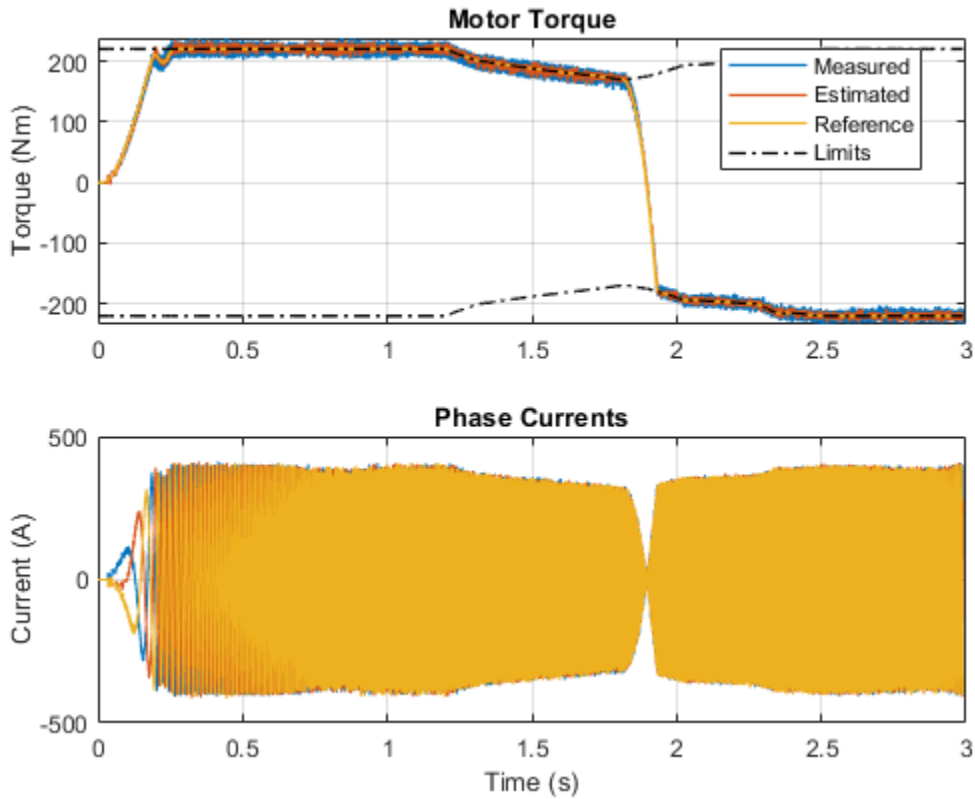 Motor Torque
200
100
0
-100
-200
Torque (Nm)
Measured
Estimated
Reference
Limits
0 0.5 1 1.5 2 2.5 3
Phase Currents
500
0
-500
Current (A)
0 0.5 1 1.5 2 2.5 3
Time (s)